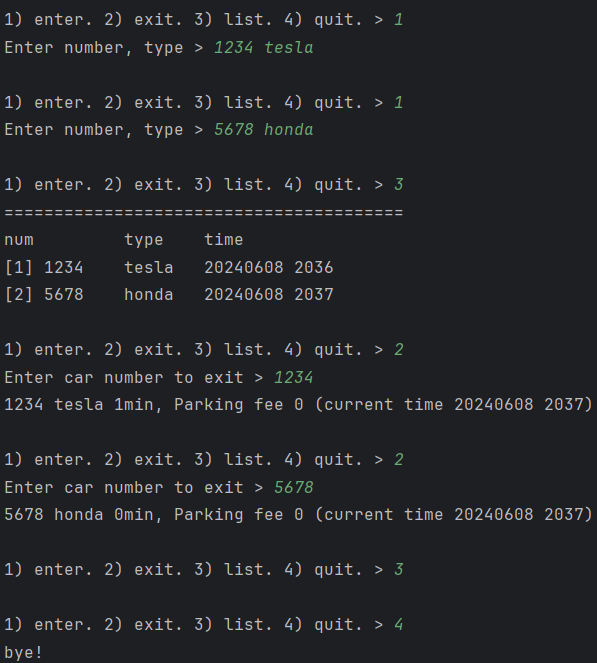 1) enter. 2) exit. 3) list. 4) quit. > 1
Enter number, type > 1234 tesla
1) enter. 2) exit. 3) list. 4) quit. > 1
Enter number, type > 5678 honda
1) enter. 2) exit. 3) list. 4) quit. > 3
========================================
num         type    time
[1] 1234    tesla   20240608 2036
[2] 5678    honda   20240608 2037
1) enter. 2) exit. 3) list. 4) quit. > 2
Enter car number to exit > 1234
1234 tesla 1min, Parking fee 0 (current time 20240608 2037)
1) enter. 2) exit. 3) list. 4) quit. > 2
Enter car number to exit > 5678
5678 honda 0min, Parking fee 0 (current time 20240608 2037)
1) enter. 2) exit. 3) list. 4) quit. > 3
1) enter. 2) exit. 3) list. 4) quit. > 4
bye!